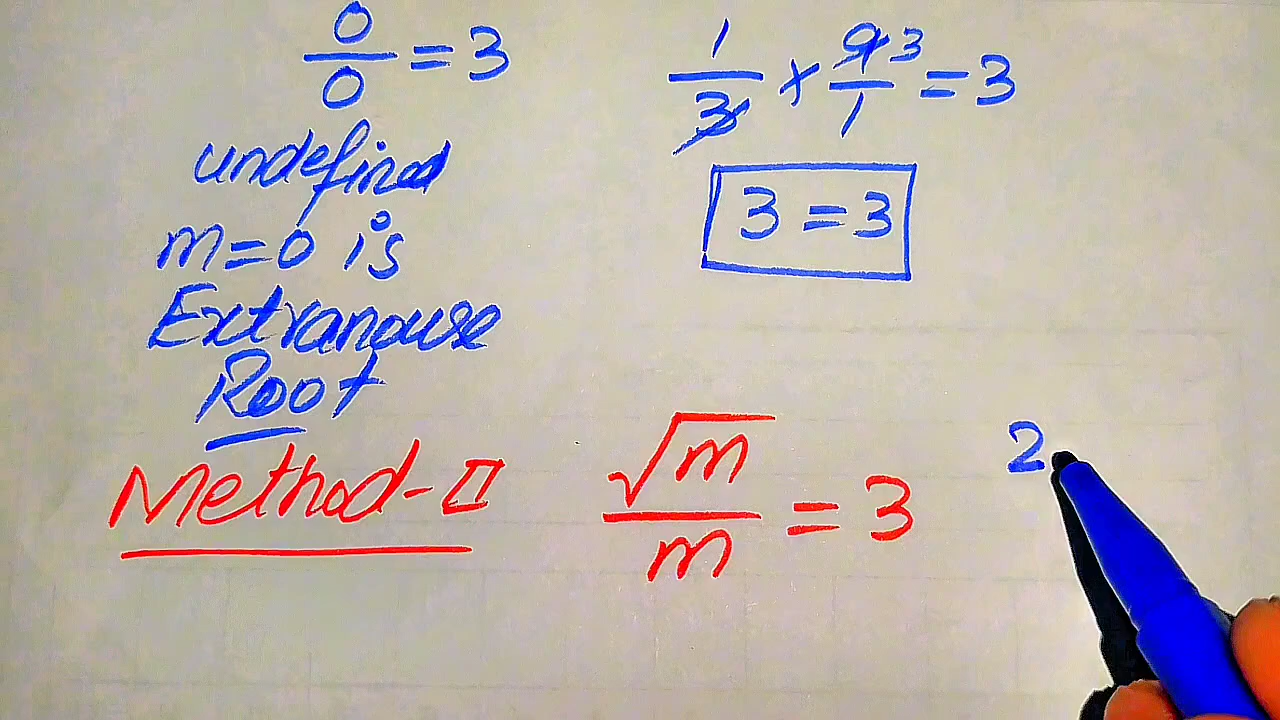 0/0 = 3
undefined
m=0 is
Extranouse
Root
1/3 × 9/1 3 = 3
3 = 3
Method-II
√m/m = 3
2